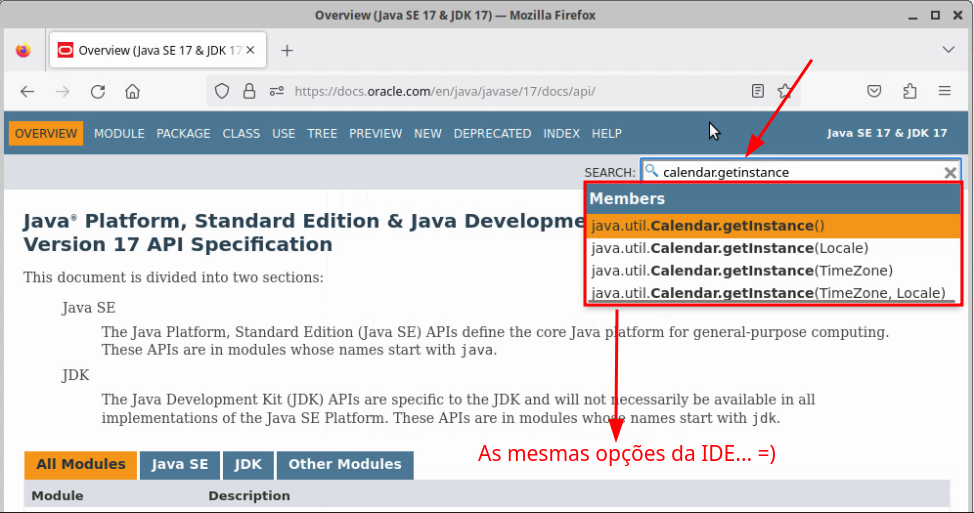 Overview (Java SE 17 & JDK 17) — Mozilla Firefox
Overview (Java SE 17 & JDK 17
https://docs.oracle.com/en/java/javase/17/docs/api/
OVERVIEW MODULE PACKAGE CLASS USE TREE PREVIEW NEW DEPRECATED INDEX HELP Java SE 17 & JDK 17
SEARCH: calendar.getinstance
Members
java.util.Calendar.getInstance()
java.util.Calendar.getInstance(Locale)
java.util.Calendar.getInstance(TimeZone)
java.util.Calendar.getInstance(TimeZone, Locale)
Java® Platform, Standard Edition & Java Developme
Version 17 API Specification
This document is divided into two sections:
Java SE
The Java Platform, Standard Edition (Java SE) APIs define the core Java platform for general-purpose computing.
These APIs are in modules whose names start with java.
JDK
The Java Development Kit (JDK) APIs are specific to the JDK and will not necessarily be available in all
implementations of the Java SE Platform. These APIs are in modules whose names start with jdk.
As mesmas opções da IDE... =)
All Modules Java SE JDK Other Modules
Module Description